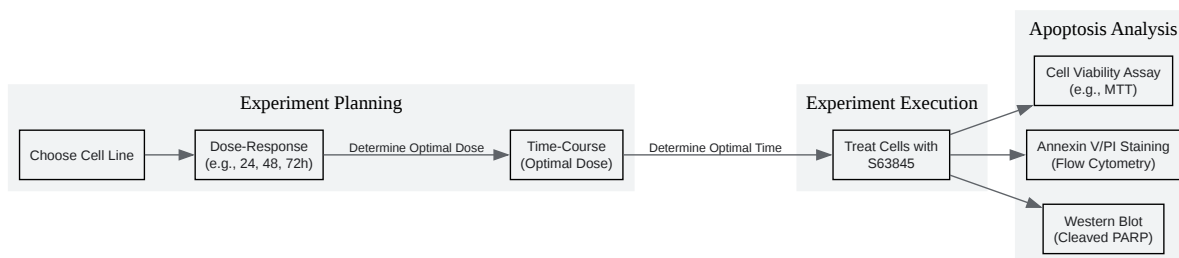 Experiment Planning
Choose Cell Line
Dose-Response
(e.g., 24, 48, 72h)
Determine Optimal Dose
Time-Course
(Optimal Dose)
Determine Optimal Time
Experiment Execution
Treat Cells with
S63845
Apoptosis Analysis
Cell Viability Assay
(e.g., MTT)
Annexin V/PI Staining
(Flow Cytometry)
Western Blot
(Cleaved PARP)